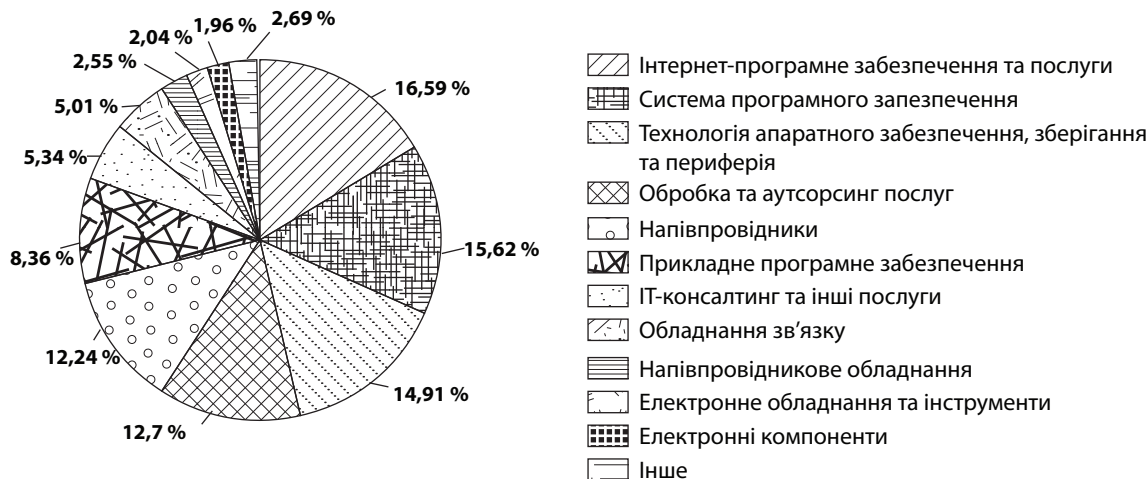 2,69 %
1,96 %
2,04 %
2,55 %
5,01 %
5,34 %
8,36 %
12,24 %
12,7 %
14,91 %
15,62 %
16,59 %
Інтернет-програмне забезпечення та послуги
Система програмного запезпечення
Технологія апаратного забезпечення, зберігання
та периферія
Обробка та аутсорсинг послуг
Напівпровідники
Прикладне програмне забезпечення
ІТ-консалтинг та інші послуги
Обладнання зв’язку
Напівпровідникове обладнання
Електронне обладнання та інструменти
Електронні компоненти
Інше